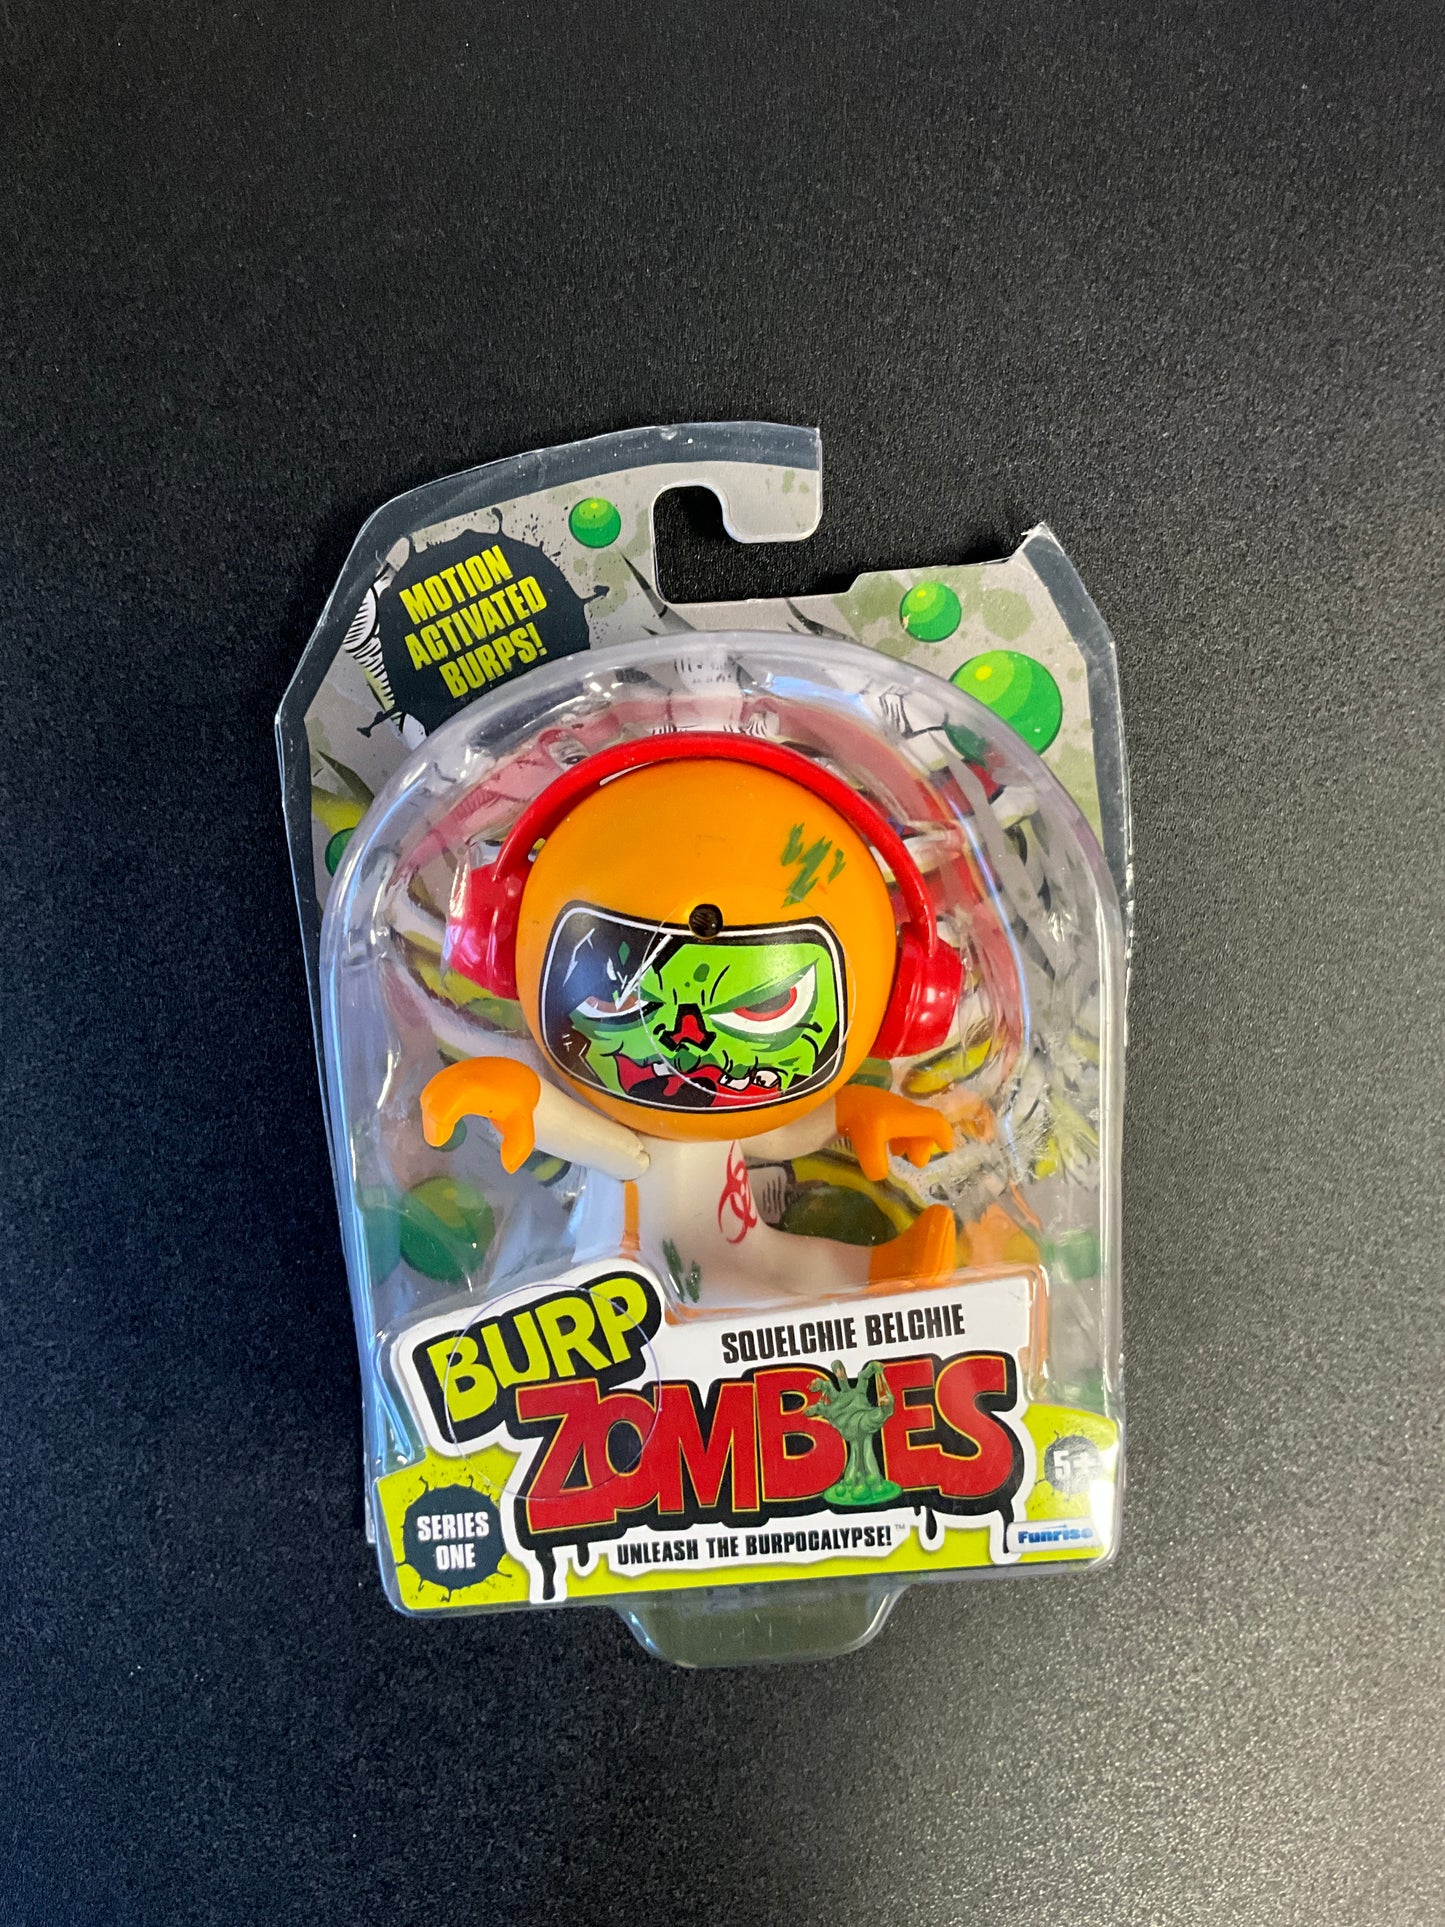 MOTION
ACTIVATED
BURPS!
SQUELCHIE BELCHIE
BURP
ZOMBIES
5+
SERIES
ONE
UNLEASH THE BURPOCALYPSE!™
Funrise